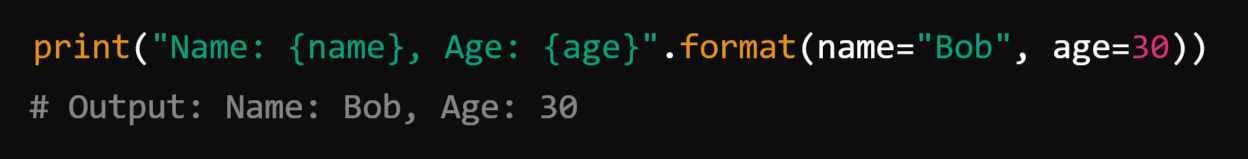 print("Name: {name}, Age: {age}".format(name="Bob", age=30))
# Output: Name: Bob, Age: 30